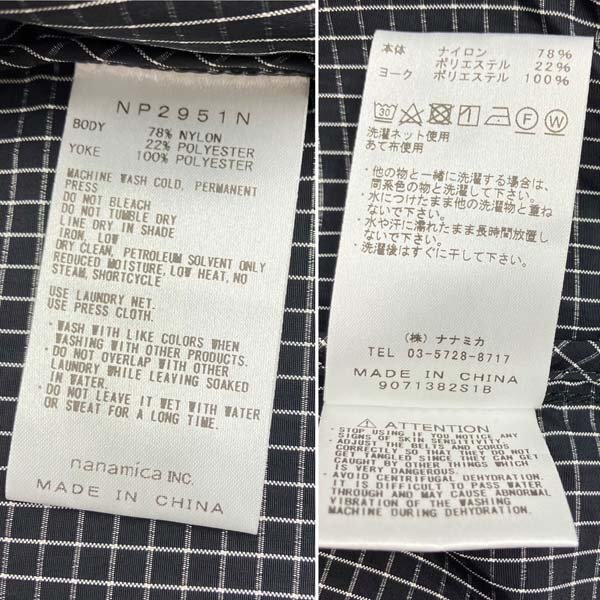 NP2951N
BODY 78% NYLON
22% POLYESTER
YOKE 100% POLYESTER
MACHINE WASH COLD, PERMANENT
PRESS
DO NOT BLEACH
DO NOT TUMBLE DRY
LINE DRY IN SHADE
IRON, LOW
DRY CLEAN, PETROLEUM SOLVENT ONLY
REDUCED MOISTURE, LOW HEAT, NO
STEAM, SHORTCYCLE
USE LAUNDRY NET.
USE PRESS CLOTH.
・WASH WITH LIKE COLORS WHEN
WASHING WITH OTHER PRODUCTS.
・DO NOT OVERLAP WITH OTHER
LAUNDRY WHILE LEAVING SOAKED
IN WATER.
・DO NOT LEAVE IT WET WITH WATER
OR SWEAT FOR A LONG TIME.
nanamica INC.
MADE IN CHINA
本体 ナイロン 78%
ポリエステル 22%
ヨーク ポリエステル 100%
30 1 F W
洗濯ネット使用
あて布使用
・他の物と一緒に洗濯する場合は、
同系色の物と洗濯して下さい。
・水につけたまま他の洗濯物と重ね
ないで下さい。
・水や汗に濡れたまま長時間放置し
ないで下さい。
・洗濯後はすぐに干して下さい。
(株) ナナミカ
TEL 03-5728-8717
MADE IN CHINA
9071382S1B
ATTENTION
・STOP USING IF YOU NOTICE ANY
SIGNS OF SKIN SENSITIVITY.
・ADJUST THE BELTS AND CORDS
CORRECTLY SO THAT THEY DO NOT
GET TANGLED SINCE THEY CAN GET
CAUGHT BY OTHER THINGS WHICH
IS VERY DANGEROUS.
・AVOID CENTRIFUGAL DEHYDRATION.
IT IS DIFFICULT TO PASS WATER
THROUGH AND MAY CAUSE ABNORMAL
VIBRATION OF THE WASHING
MACHINE DURING DEHYDRATION.